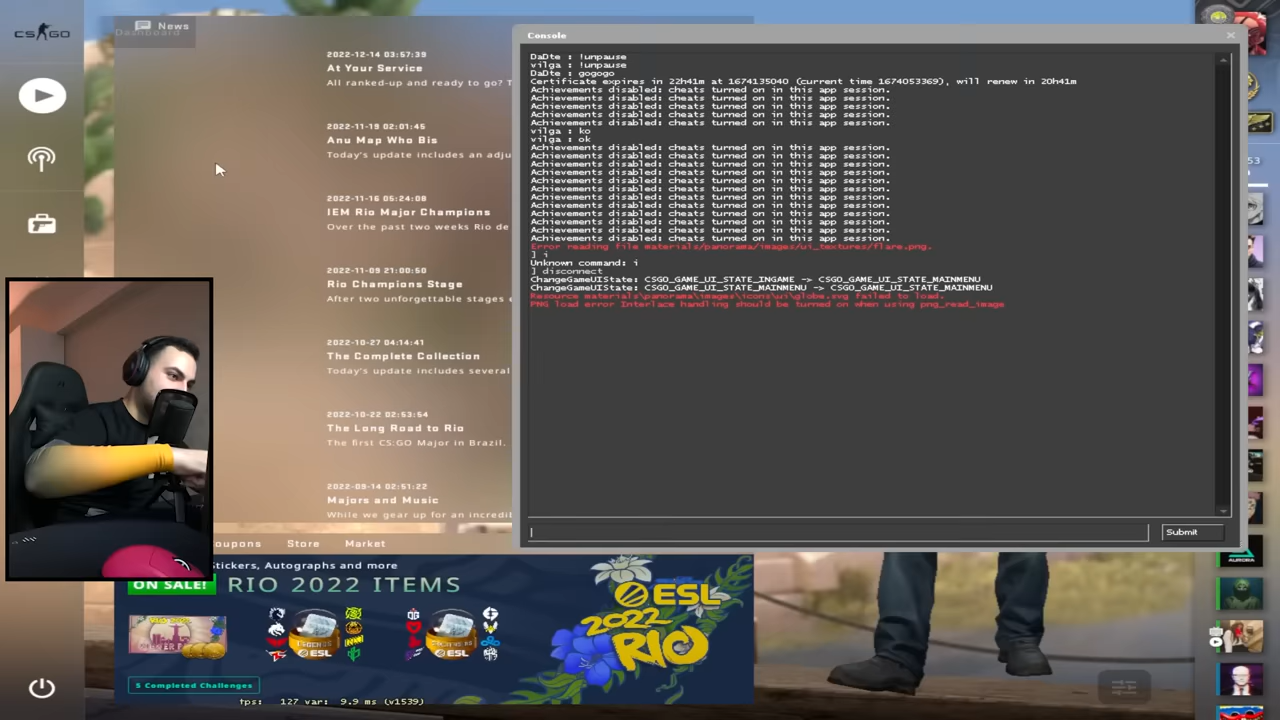 CS GO
News
Dashboard
2022-12-14 03:57:39
At Your Service
All ranked-up and ready to go? T
2022-11-19 02:01:45
Anu Map Who Bis
Today's update includes an adju
2022-11-16 05:24:08
IEM Rio Major Champions
Over the past two weeks Rio de
2022-11-09 21:00:50
Rio Champions Stage
After two unforgettable stages
2022-10-27 04:14:41
The Complete Collection
Today's update includes several
2022-10-22 02:53:54
The Long Road to Rio
The first CS:GO Major in Brazil.
2022-09-14 02:51:22
Majors and Music
While we gear up for an incredi
Console
DaDte : !unpause
vilga : !unpause
DaDte : gogogo
Certificate expires in 22h41m at 1674135040 (current time 1674053369), will renew in 20h41m
Achievements disabled: cheats turned on in this app session.
Achievements disabled: cheats turned on in this app session.
Achievements disabled: cheats turned on in this app session.
Achievements disabled: cheats turned on in this app session.
Achievements disabled: cheats turned on in this app session.
vilga : ko
vilga : ok
Achievements disabled: cheats turned on in this app session.
Achievements disabled: cheats turned on in this app session.
Achievements disabled: cheats turned on in this app session.
Achievements disabled: cheats turned on in this app session.
Achievements disabled: cheats turned on in this app session.
Achievements disabled: cheats turned on in this app session.
Achievements disabled: cheats turned on in this app session.
Achievements disabled: cheats turned on in this app session.
Achievements disabled: cheats turned on in this app session.
Achievements disabled: cheats turned on in this app session.
Achievements disabled: cheats turned on in this app session.
Achievements disabled: cheats turned on in this app session.
Error reading file materials/panorama/images/ui_textures/flare.png.
] i
Unknown command: i
] disconnect
ChangeGameUIState: CSGO_GAME_UI_STATE_INGAME -> CSGO_GAME_UI_STATE_MAINMENU
ChangeGameUIState: CSGO_GAME_UI_STATE_MAINMENU -> CSGO_GAME_UI_STATE_MAINMENU
Resource materials\panorama\images\icons\ui\globe.svg failed to load.
PNG load error Interlace handling should be turned on when using png_read_image
Submit
oupons Store Market
Stickers, Autographs and more
ON SALE! RIO 2022 ITEMS
ESL
2022
RIO
5 Completed Challenges
fps: 127 var: 9.9 ms (v1539)
53
AURORA